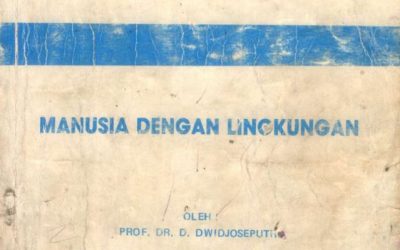 MANUSIA DENGAN LINGKUNGAN
OLEH :
PROF. DR. D. DWIDJOSEPUTRO